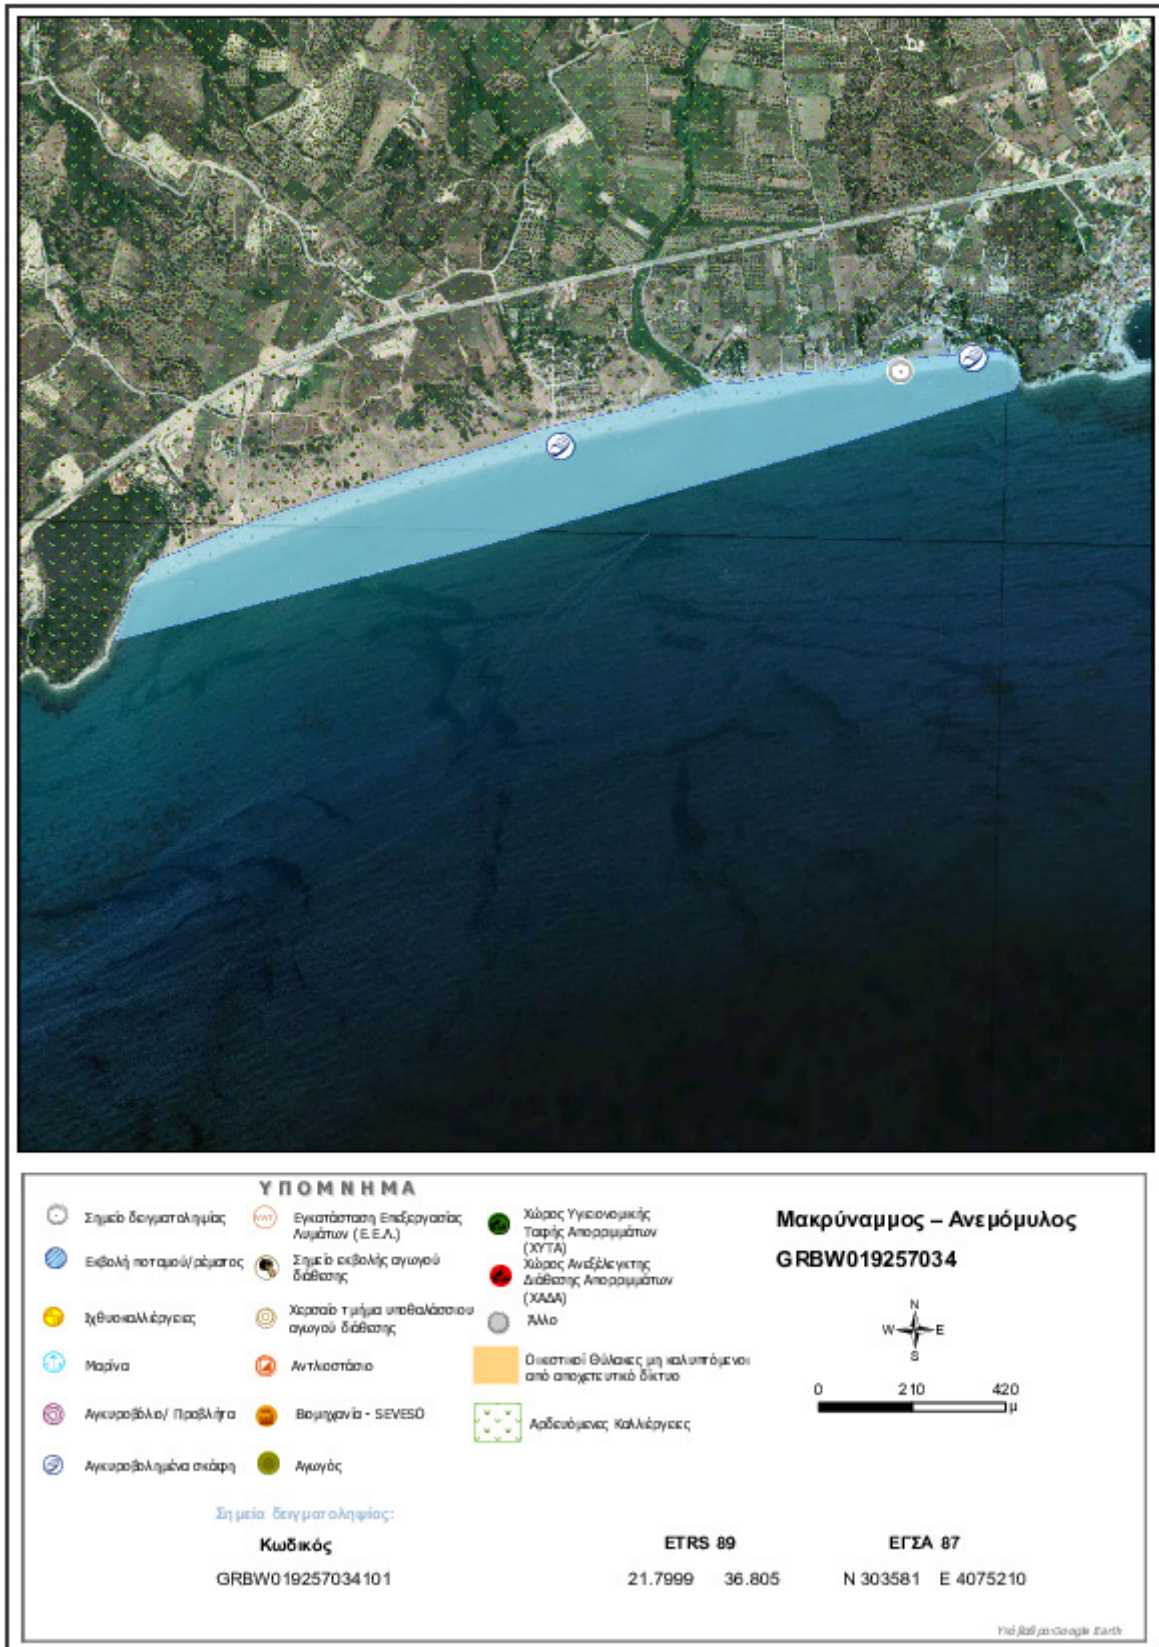 ΥΠΟΜΝΗΜΑ
Σημείο δειγματοληψίας
Εκβολή ποταμού/ρέματος
Ιχθυοκαλλιέργειες
Μαρίνα
Αγκυροβόλιο/ Προβλήτα
Αγκυροβολημένα σκάφη
Εγκατάσταση Επεξεργασίας
Λυμάτων (Ε.Ε.Λ.)
Σημείο εκβολής αγωγού
διάθεσης
Χερσαίο τμήμα υποθαλάσσιου
αγωγού διάθεσης
Αντλιοστάσιο
Βιομηχανία - SEVESO
Αγωγός
Χώρος Υγειονομικής
Ταφής Απορριμμάτων
(ΧΥΤΑ)
Χώρος Ανεξέλεγκτης
Διάθεσης Απορριμμάτων
(ΧΑΔΑ)
Άλλο
Οικιστικοί Θύλακες μη καλυπτόμενοι
από αποχετευτικό δίκτυο
Αρδευόμενες Καλλιέργειες
Μακρύναμμος – Ανεμόμυλος
GRBW019257034
N
W E
S
0 210 420
μ
Σημεία δειγματοληψίας:
Κωδικός ETRS 89 ΕΓΣΑ 87
GRBW019257034101 21.7999 36.805 N 303581 E 4075210
Υπόβαθρο:Google Earth